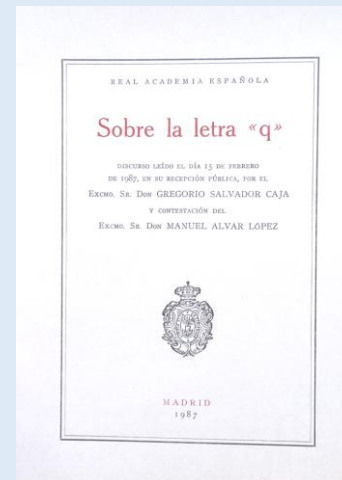 REAL ACADEMIA ESPAÑOLA
Sobre la letra «q»
DISCURSO LEÍDO EL DÍA 15 DE FEBRERO
DE 1987, EN SU RECEPCIÓN PÚBLICA, POR EL
EXCMO. SR. DON GREGORIO SALVADOR CAJA
Y CONTESTACIÓN DEL
EXCMO. SR. DON MANUEL ALVAR LÓPEZ
MADRID
1987